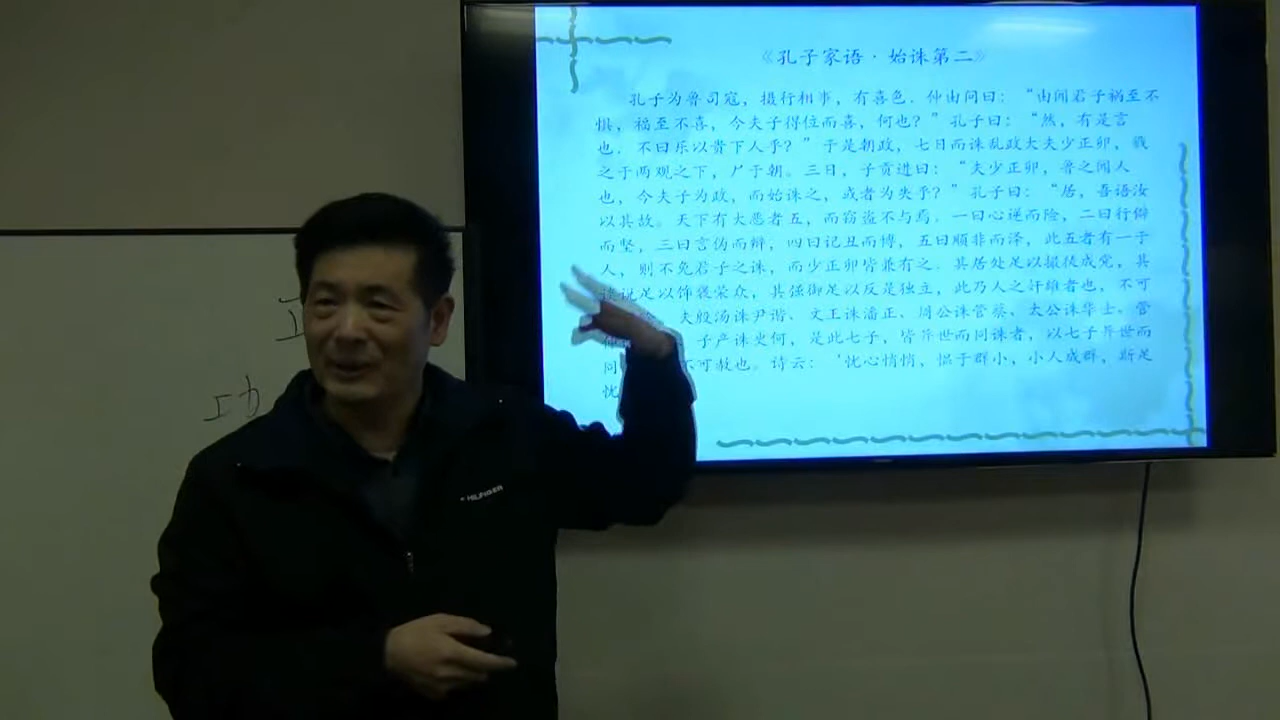 《孔子家语·始诛第二》
孔子为鲁司寇，摄行相事，有喜色．仲由问曰：“由闻君子祸至不
惧，福至不喜，今夫子得位而喜，何也？”孔子曰：“然，有是言
也．不曰乐以贵下人乎？”于是朝政，七日而诛乱政大夫少正卯，戮
之于两观之下，尸于朝。三日，子贡进曰：“夫少正卯，鲁之闻人
也，今夫子为政，而始诛之，或者为失乎？”孔子曰：“居，吾语汝
以其故。天下有大恶者五，而窃盗不与焉．一曰心逆而险，二曰行僻
而坚，三曰言伪而辩，四曰记丑而博，五曰顺非而泽，此五者有一于
人，则不免君子之诛，而少正卯皆兼有之．其居处足以撮徒成党，其
谈说足以饰褒荣众，其强御足以反是独立，此乃人之奸雄者也，不可
夫殷汤诛尹谐、文王诛潘正、周公诛管蔡、太公诛华士、管
子产诛史何，是此七子，皆异世而同诛者，以七子异世而
同 不可赦也．诗云：‘忧心悄悄，愠于群小，小人成群，斯足
忧
功
HILFIGER